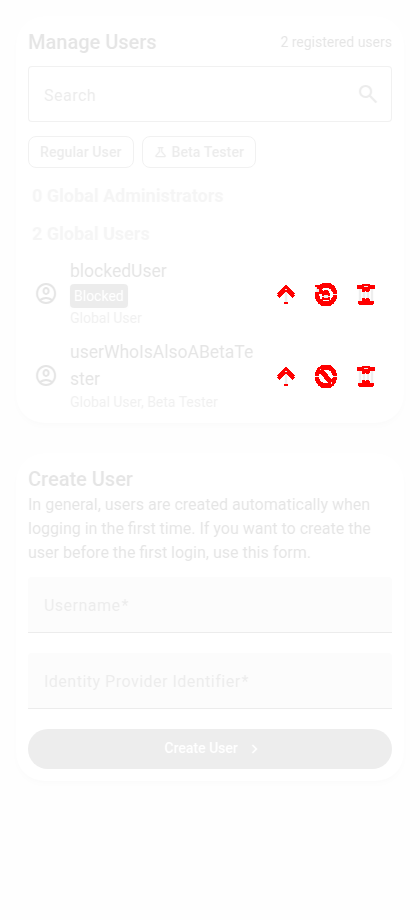 Manage Users
2 registered users
Search
Regular User
Beta Tester
0 Global Administrators
2 Global Users
blockedUser
Blocked
Global User
userWhoIsAlsoABetaTe
ster
Global User, Beta Tester
Create User
In general, users are created automatically when
logging in the first time. If you want to create the
user before the first login, use this form.
Username*
Identity Provider Identifier*
Create User